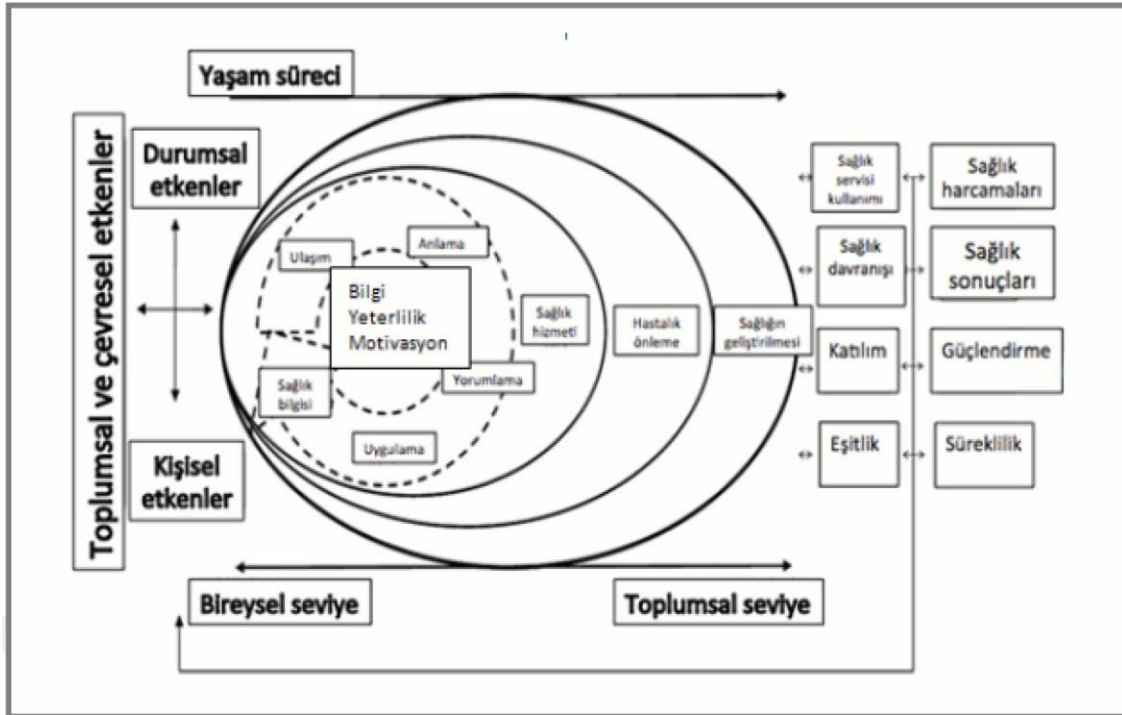 Yaşam süreci
Toplumsal ve çevresel etkenler
Durumsal
etkenler
Kişisel
etkenler
Ulaşım
Anlama
Bilgi
Yeterlilik
Motivasyon
Sağlık
bilgisi
Yorumlama
Uygulama
Sağlık
hizmeti
Hastalık
önleme
Sağlığın
geliştirilmesi
Sağlık
servisi
kullanımı
Sağlık
harcamaları
Sağlık
davranışı
Sağlık
sonuçları
Katılım
Güçlendirme
Eşitlik
Süreklilik
Bireysel seviye
Toplumsal seviye